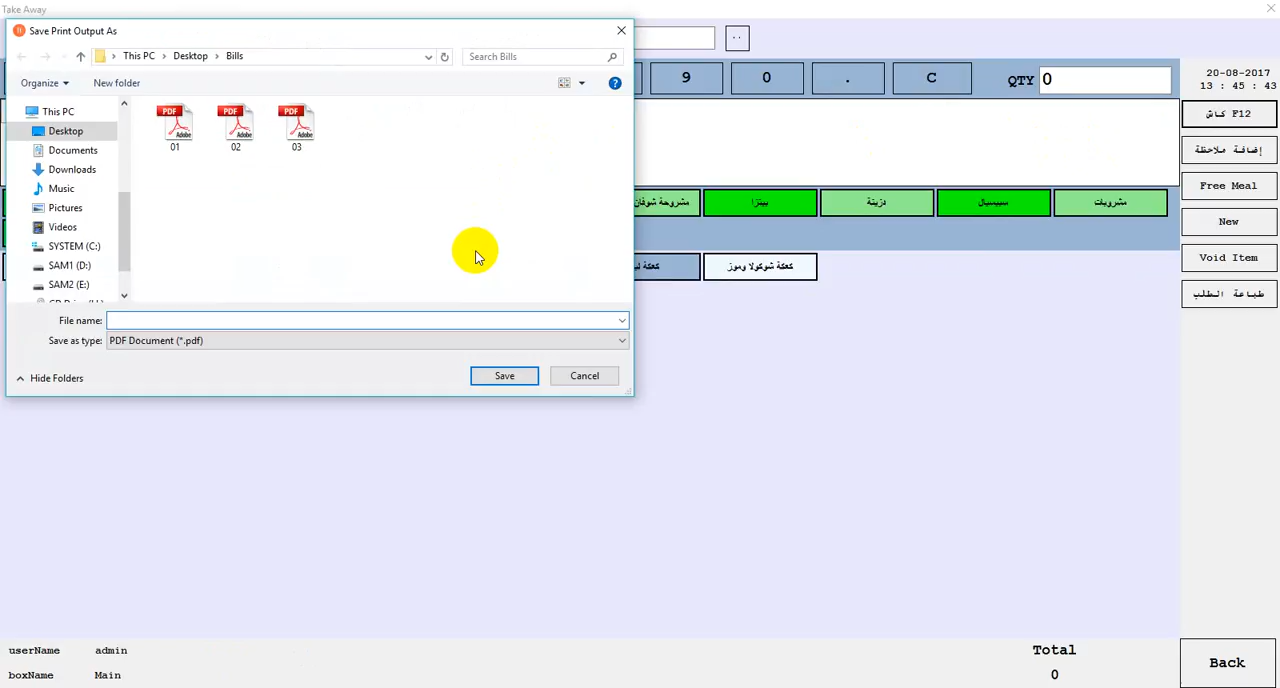 Take Away
Save Print Output As
This PC > Desktop > Bills
Search Bills
Organize
New folder
This PC
Desktop
Documents
Downloads
Music
Pictures
Videos
SYSTEM (C:)
SAM1 (D:)
SAM2 (E:)
01
02
03
File name:
Save as type:
PDF Document (*.pdf)
Hide Folders
Save
Cancel
..
9
0
.
C
QTY
0
20-08-2017
13 : 45 : 43
كاش F12
إضافة ملاحظة
Free Meal
New
Void Item
طباعة الطلب
مشروحة شوفان
بيتزا
دزينة
سبيسيال
مشروبات
كعكة شوكولا وموز
userName
admin
boxName
Main
Total
0
Back